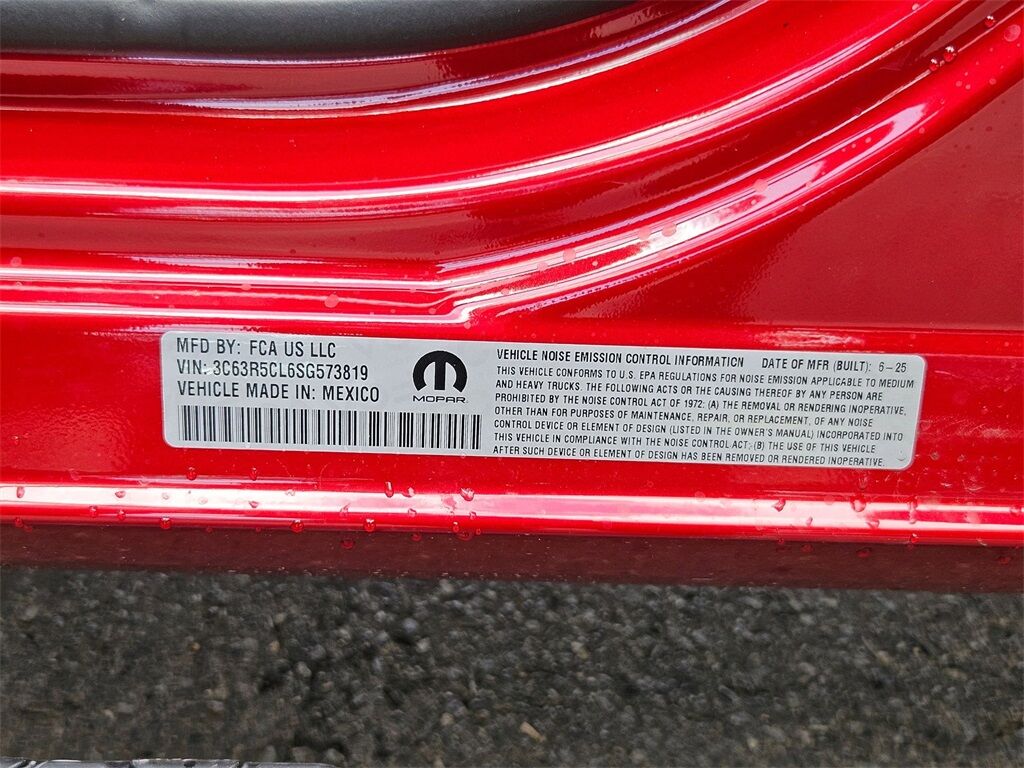 MFD BY: FCA US LLC
VIN: 3C63R5CL6SG573819
VEHICLE MADE IN: MEXICO
MOPAR.
VEHICLE NOISE EMISSION CONTROL INFORMATION DATE OF MFR (BUILT): 6-25
THIS VEHICLE CONFORMS TO U.S. EPA REGULATIONS FOR NOISE EMISSION APPLICABLE TO MEDIUM
AND HEAVY TRUCKS. THE FOLLOWING ACTS OR THE CAUSING THEREOF BY ANY PERSON ARE
PROHIBITED BY THE NOISE CONTROL ACT OF 1972: (A) THE REMOVAL OR RENDERING INOPERATIVE,
OTHER THAN FOR PURPOSES OF MAINTENANCE, REPAIR, OR REPLACEMENT, OF ANY NOISE
CONTROL DEVICE OR ELEMENT OF DESIGN (LISTED IN THE OWNER'S MANUAL) INCORPORATED INTO
THIS VEHICLE IN COMPLIANCE WITH THE NOISE CONTROL ACT; (B) THE USE OF THIS VEHICLE
AFTER SUCH DEVICE OR ELEMENT OF DESIGN HAS BEEN REMOVED OR RENDERED INOPERATIVE.